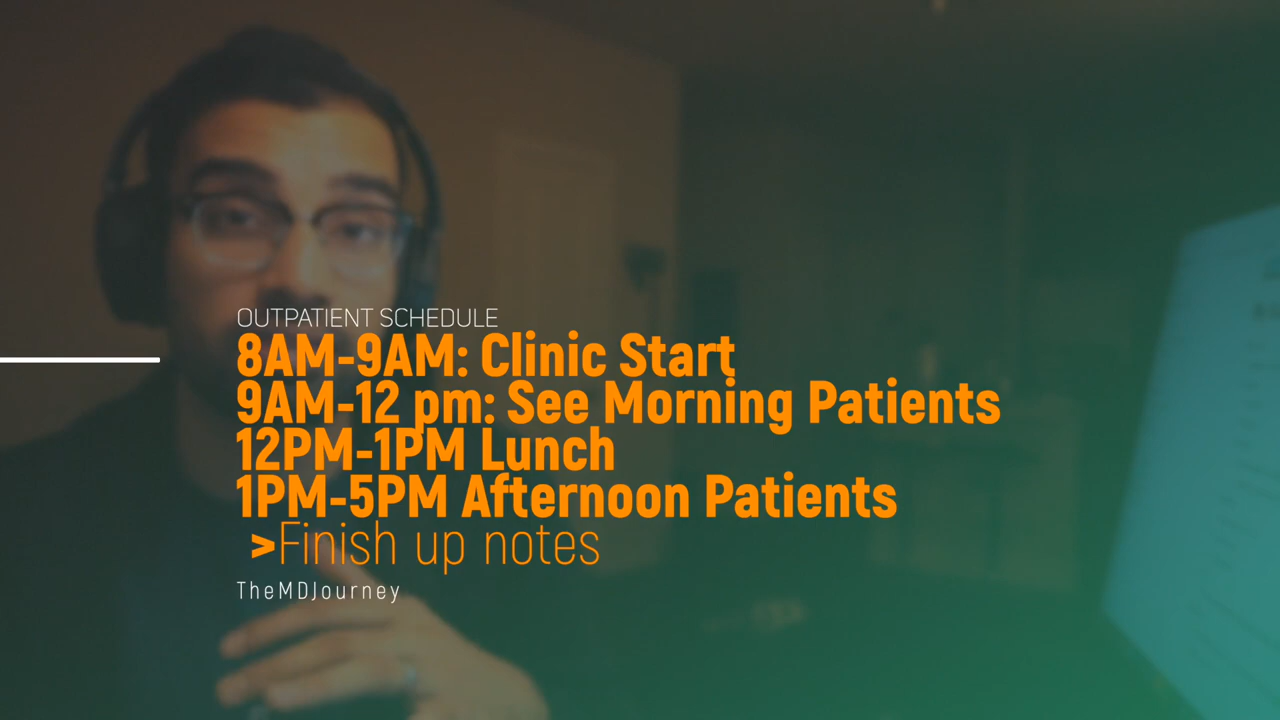 OUTPATIENT SCHEDULE
8AM-9AM: Clinic Start
9AM-12 pm: See Morning Patients
12PM-1PM Lunch
1PM-5PM Afternoon Patients
>Finish up notes
TheMDJourney